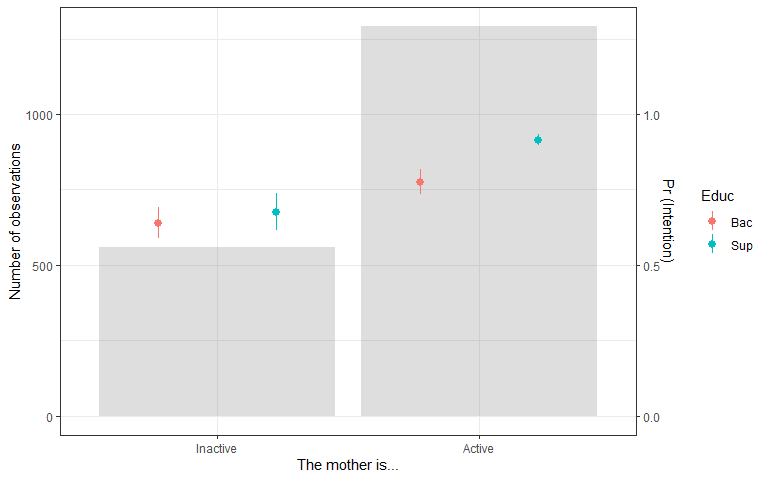 Number of observations
1000
500
0
Inactive
Active
The mother is...
1.0
0.5
0.0
Pr (Intention)
Educ
Bac
Sup